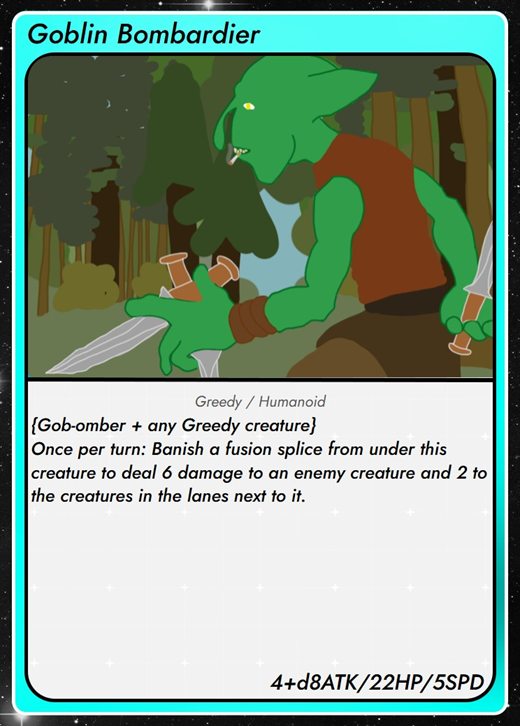 Goblin Bombardier
Greedy / Humanoid
{Gob-omber + any Greedy creature}
Once per turn: Banish a fusion splice from under this
creature to deal 6 damage to an enemy creature and 2 to
the creatures in the lanes next to it.
4+d8ATK/22HP/5SPD